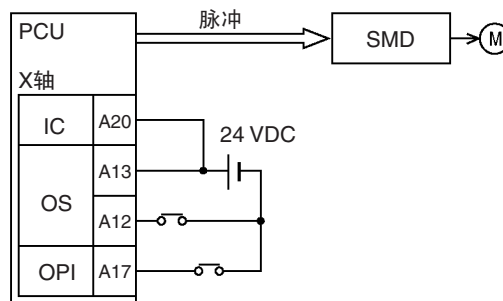 PCU
脉冲
SMD
M
X轴
IC
A20
24 VDC
OS
A13
A12
OPI
A17